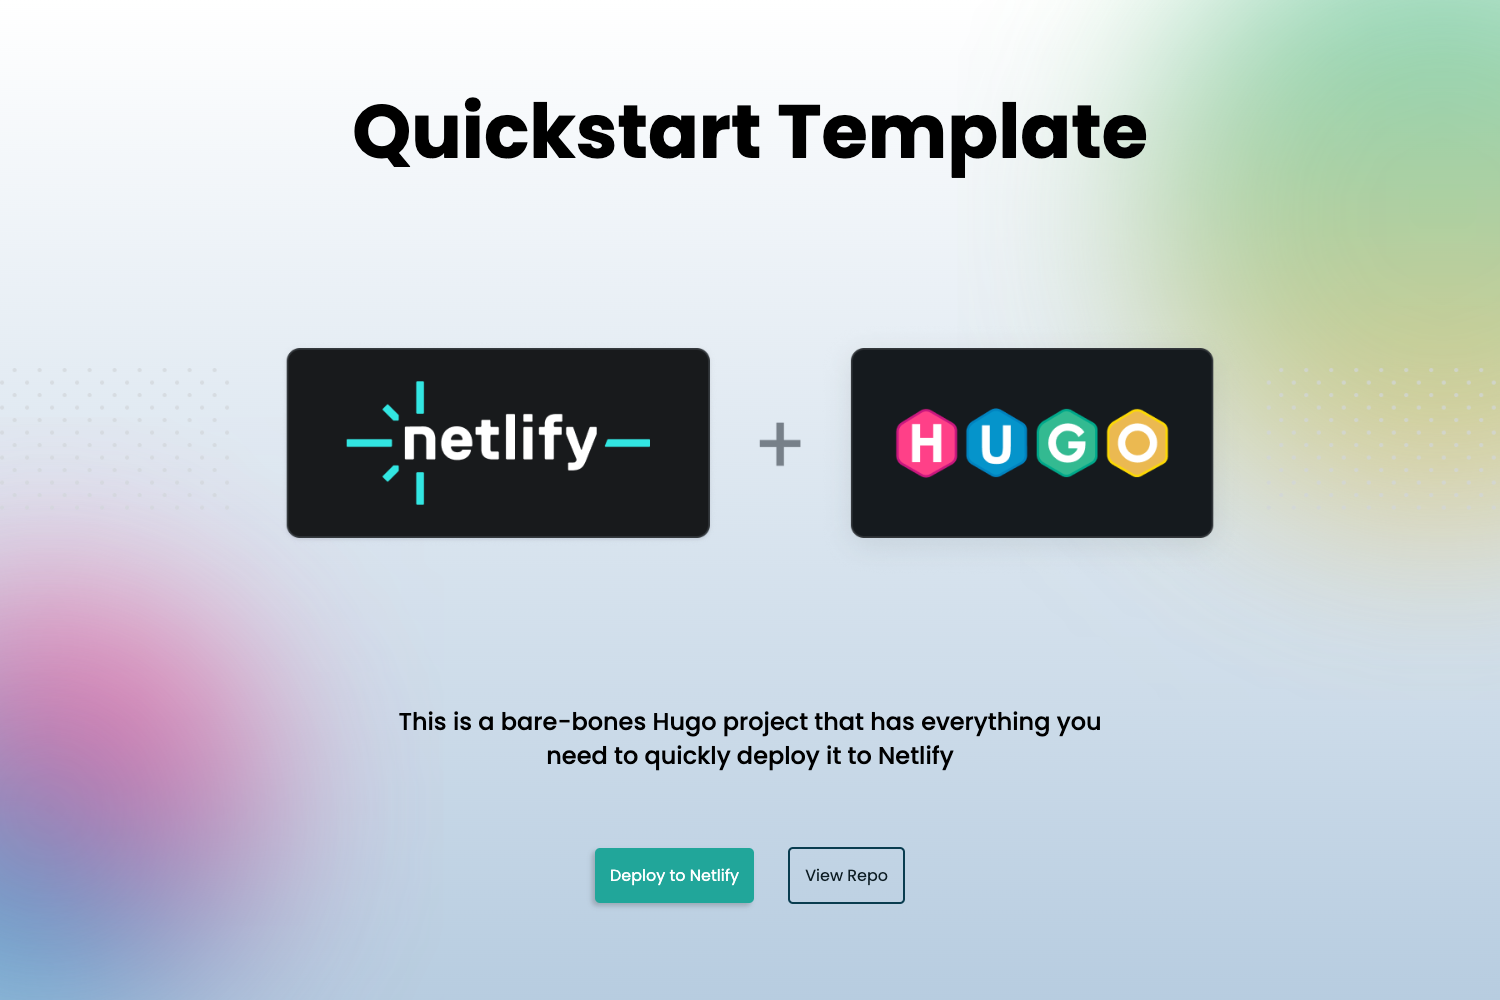 Quickstart Template
netlify
+
HUGO
This is a bare-bones Hugo project that has everything you
need to quickly deploy it to Netlify
Deploy to Netlify
View Repo